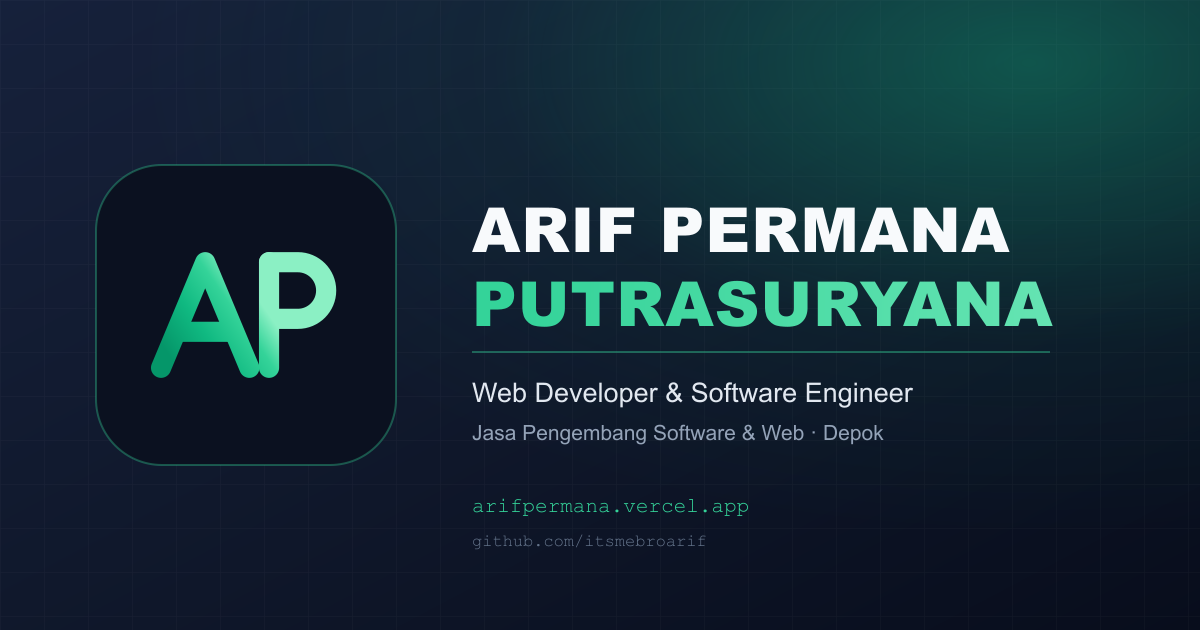 AP
ARIF PERMANA
PUTRASURYANA
Web Developer & Software Engineer
Jasa Pengembang Software & Web · Depok
arifpermana.vercel.app
github.com/itsmebroarif